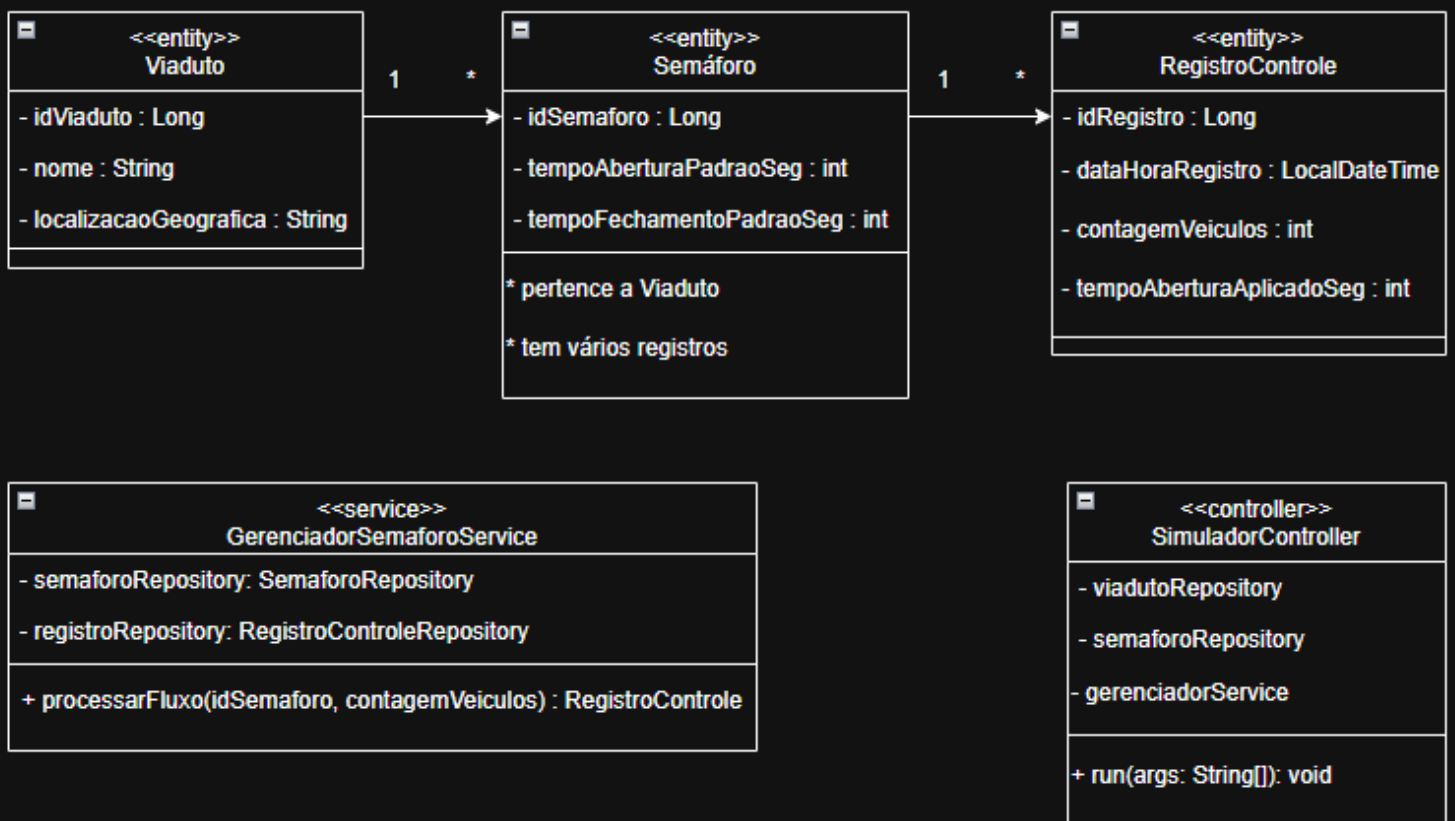 <<entity>>
Viaduto
- idViaduto : Long
- nome : String
- localizacaoGeografica : String
1 *
<<entity>>
Semáforo
- idSemaforo : Long
- tempoAberturaPadraoSeg : int
- tempoFechamentoPadraoSeg : int
* pertence a Viaduto
* tem vários registros
1 *
<<entity>>
RegistroControle
- idRegistro : Long
- dataHoraRegistro : LocalDateTime
- contagemVeiculos : int
- tempoAberturaAplicadoSeg : int
<<service>>
GerenciadorSemaforoService
- semaforoRepository: SemaforoRepository
- registroRepository: RegistroControleRepository
+ processarFluxo(idSemaforo, contagemVeiculos) : RegistroControle
<<controller>>
SimuladorController
- viadutoRepository
- semaforoRepository
- gerenciadorService
+ run(args: String[]): void